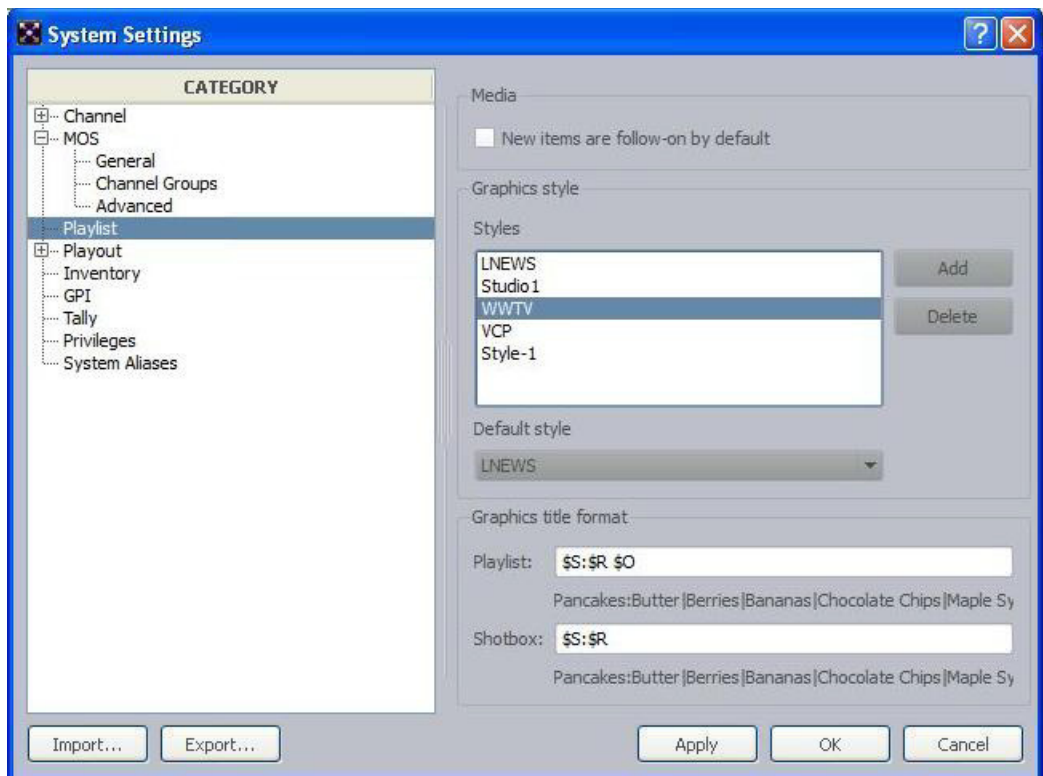 System Settings
CATEGORY
Channel
MOS
General
Channel Groups
Advanced
Playlist
Playout
Inventory
GPI
Tally
Privileges
System Aliases
Media
New items are follow-on by default
Graphics style
Styles
LNEWS
Studio1
WWTV
VCP
Style-1
Add
Delete
Default style
LNEWS
Graphics title format
Playlist: $S:$R $O
Pancakes:Butter|Berries|Bananas|Chocolate Chips|Maple Sy
Shotbox: $S:$R
Pancakes:Butter|Berries|Bananas|Chocolate Chips|Maple Sy
Import... Export... Apply OK Cancel